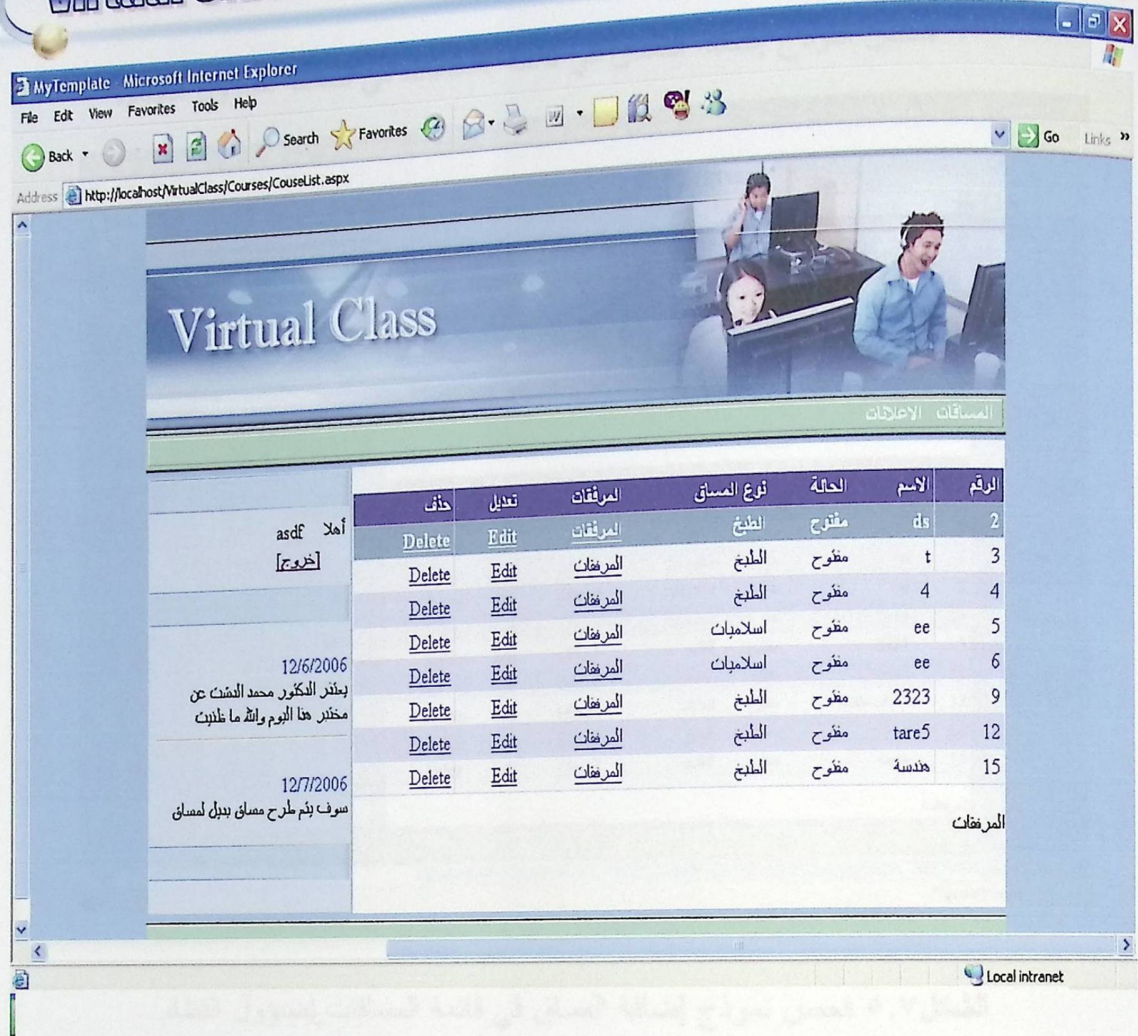 MyTemplate - Microsoft Internet Explorer
File Edit View Favorites Tools Help
Back Search Favorites
Address http://localhost/VirtualClass/Courses/CouseList.aspx Go Links »
Virtual Class
المساقات الاعلانات
الرقم الاسم الحالة نوع المساق المرفقات تعديل حذف
2 ds مفتوح الطبخ المرفقات Edit Delete
3 t مفتوح الطبخ المرفقات Edit Delete
4 4 مفتوح الطبخ المرفقات Edit Delete
5 ee مفتوح اسلاميات المرفقات Edit Delete
6 ee مفتوح اسلاميات المرفقات Edit Delete
9 2323 مفتوح الطبخ المرفقات Edit Delete
12 tare5 مفتوح الطبخ المرفقات Edit Delete
15 هندسة مفتوح الطبخ المرفقات Edit Delete
المرفقات
أهلا asdf
[خروج]
12/6/2006
يعتذر الدكتور محمد الدشت عن
مختبر هذا اليوم والله ما ظنيت
12/7/2006
سوف يتم طرح مساق بديل لمساق
Local intranet